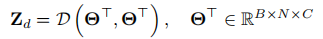 𝐙_d = 𝒟(𝚯^⊤, 𝚯^⊤), 𝚯^⊤ ∈ ℝ^{B×N×C}